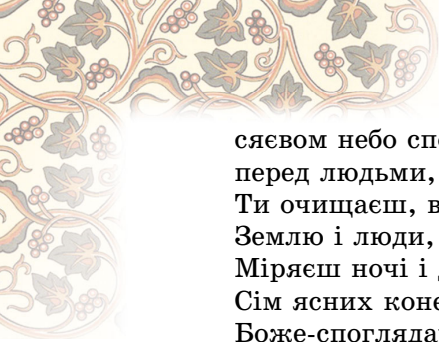 сяєвом небо
перед людьми,
Ти очищаєш,
Землю і люди,
Міряєш ночі і
Сім ясних